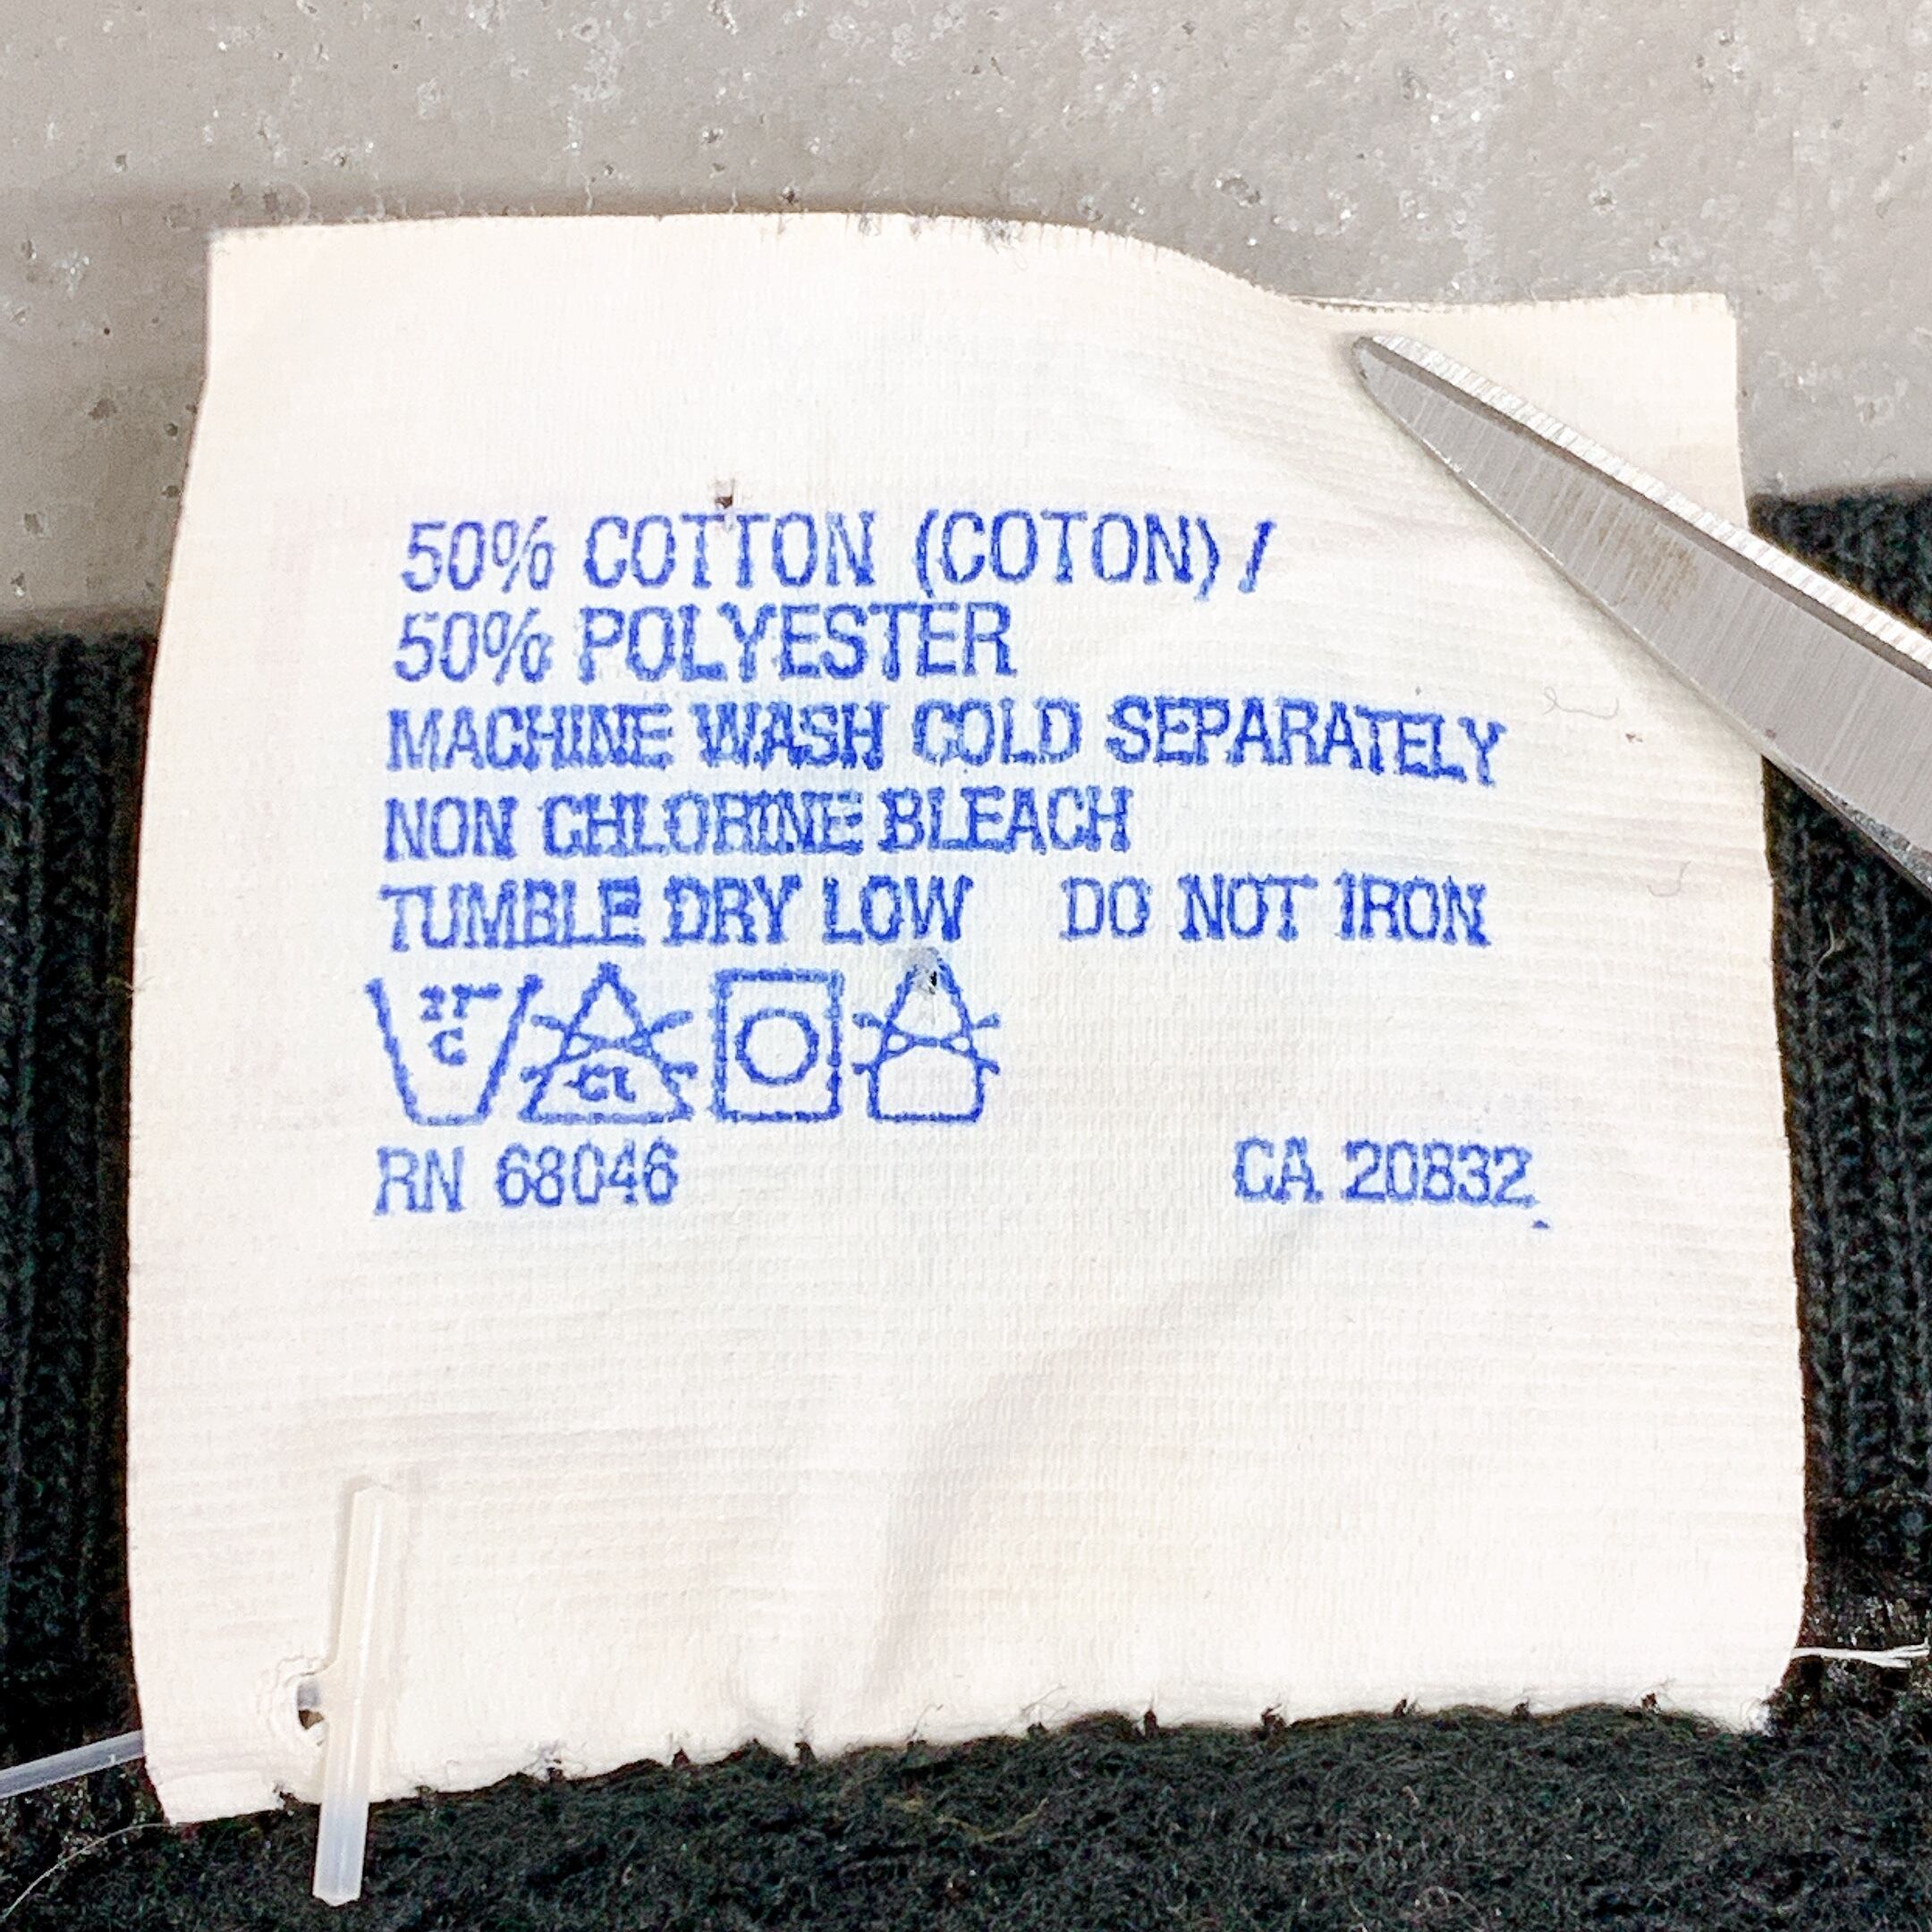 50% COTTON (COTON) /
50% POLYESTER
MACHINE WASH COLD SEPARATELY
NON CHLORINE BLEACH
TUMBLE DRY LOW DO NOT IRON
C
CL
RN 68046 CA 20832